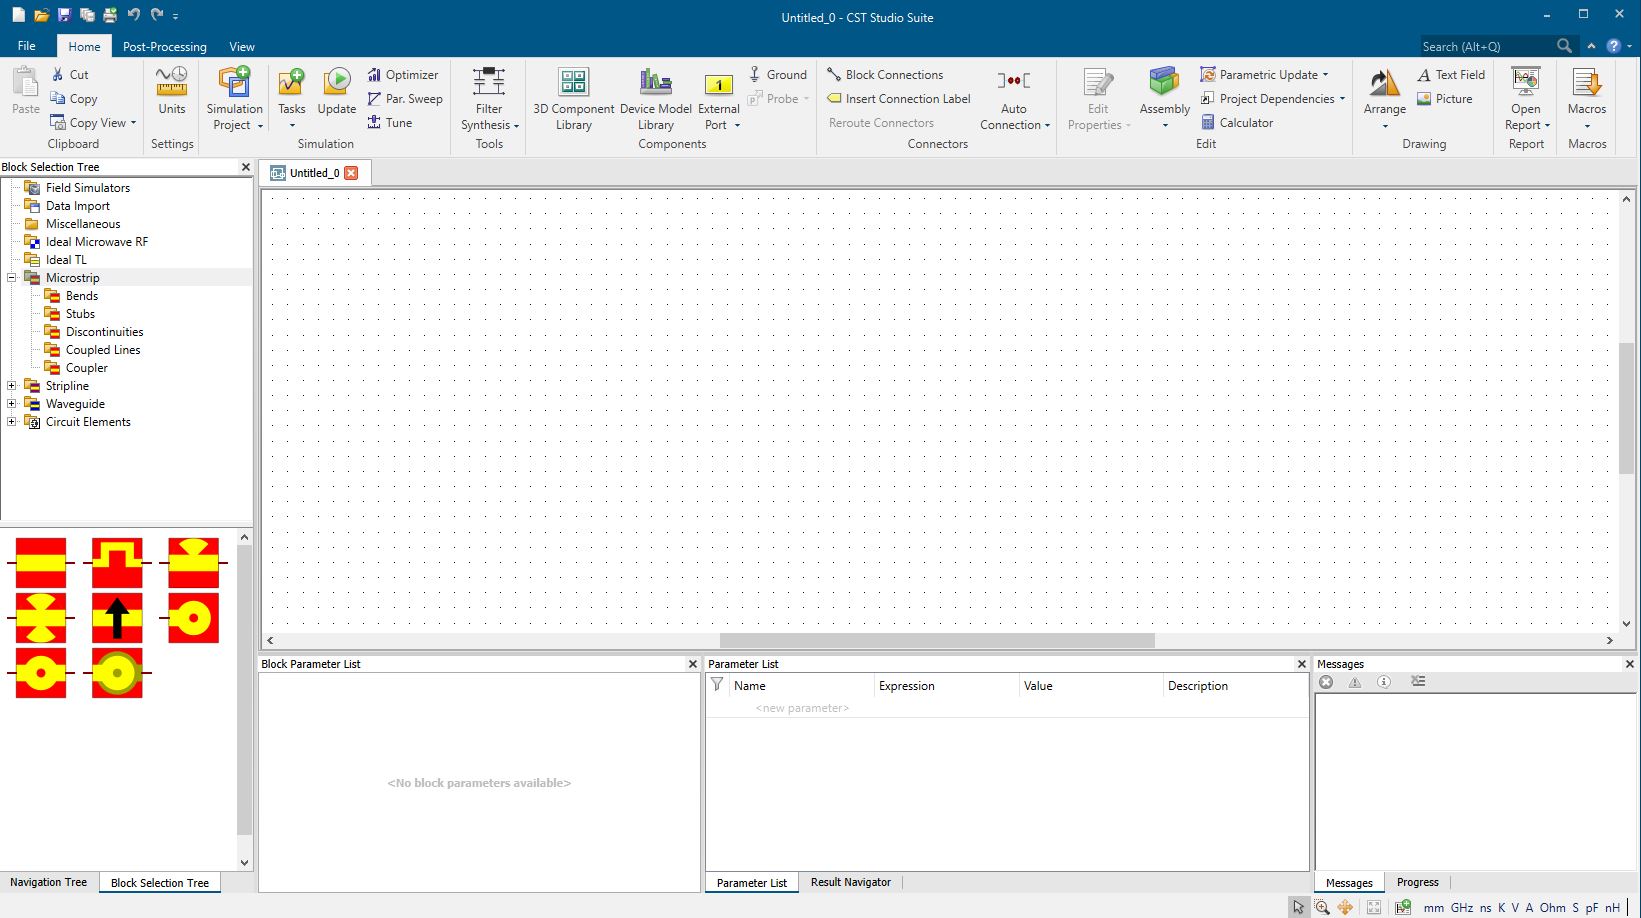 Untitled_0 - CST Studio Suite
File Home Post-Processing View Search (Alt+Q)
Paste
Cut
Copy
Copy View
Clipboard
Units
Settings
Simulation
Project
Tasks
Update
Optimizer
Par. Sweep
Tune
Simulation
Filter
Synthesis
Tools
3D Component
Library
Device Model
Library
1
External
Port
Ground
Probe
Components
Block Connections
Insert Connection Label
Reroute Connectors
Auto
Connection
Connectors
Edit
Properties
Assembly
Parametric Update
Project Dependencies
Calculator
Edit
Arrange
Text Field
Picture
Drawing
Open
Report
Report
Macros
Macros
Block Selection Tree
Field Simulators
Data Import
Miscellaneous
Ideal Microwave RF
Ideal TL
Microstrip
Bends
Stubs
Discontinuities
Coupled Lines
Coupler
Stripline
Waveguide
Circuit Elements
Navigation Tree Block Selection Tree
Untitled_0
Block Parameter List
<No block parameters available>
Parameter List
Name Expression Value Description
<new parameter>
Parameter List Result Navigator
Messages
Messages Progress
mm GHz ns K V A Ohm S pF nH